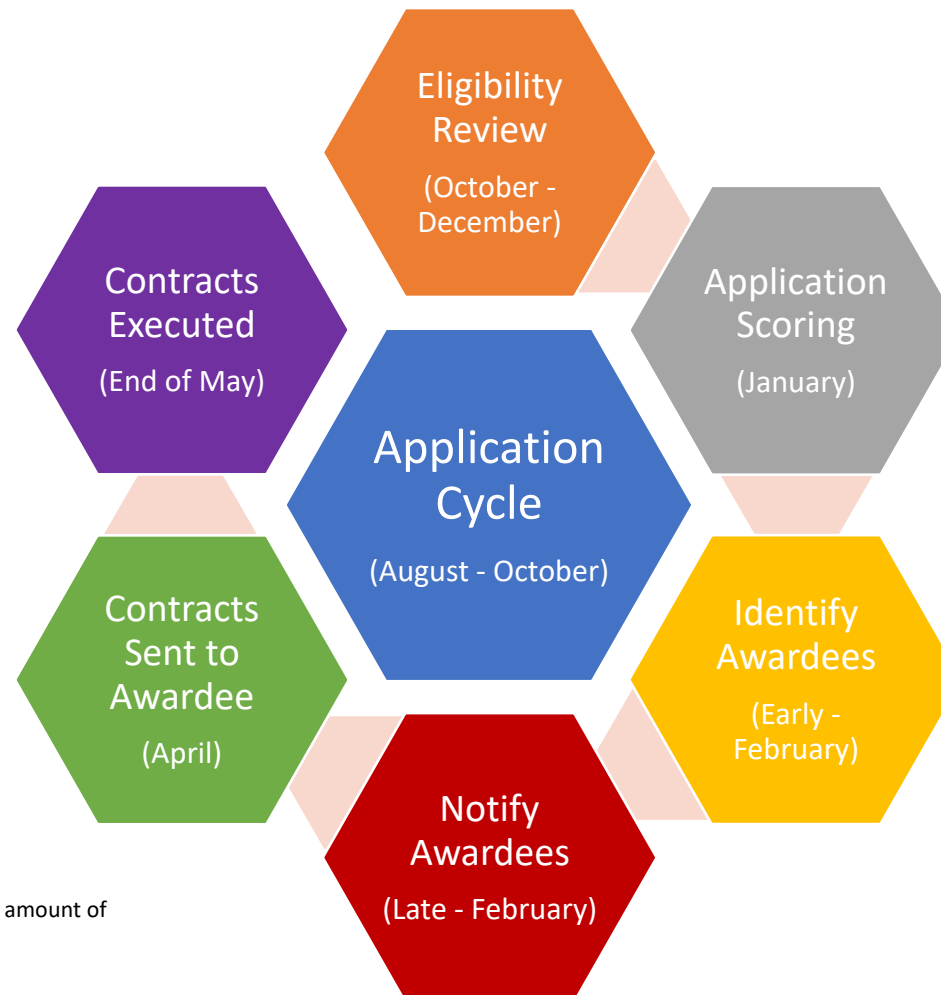 Eligibility
Review
(October -
December)
Application
Scoring
(January)
Identify
Awardees
(Early -
February)
Notify
Awardees
(Late - February)
Contracts
Sent to
Awardee
(April)
Contracts
Executed
(End of May)
Application
Cycle
(August - October)
amount of